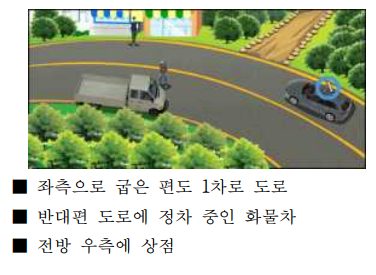 ■ 좌측으로 굽은 편도 1차로 도로
■ 반대편 도로에 정차 중인 화물차
■ 전방 우측에 상점